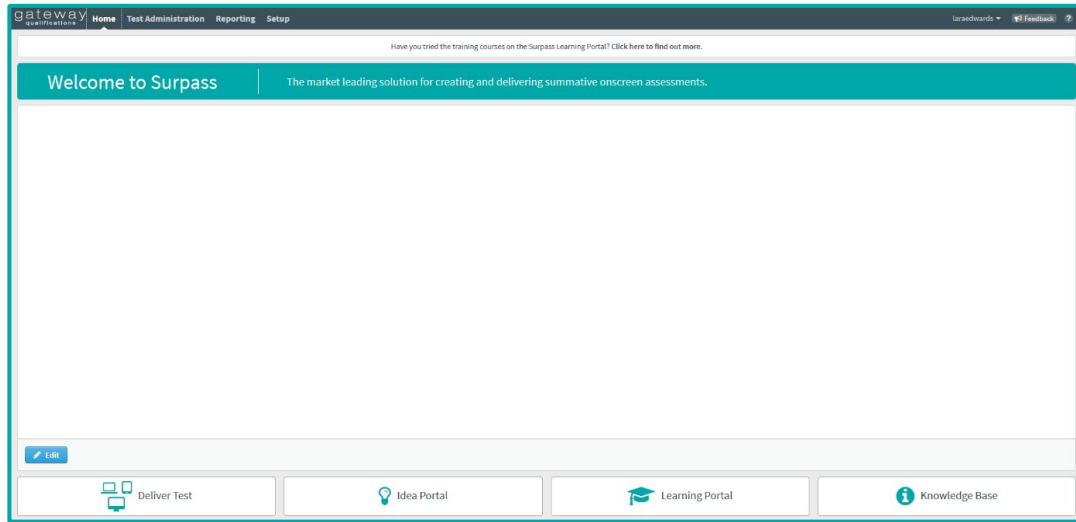 gateway
qualifications
Home Test Administration Reporting Setup
laraedwards Feedback ?
Have you tried the training courses on the Surpass Learning Portal? Click here to find out more.
Welcome to Surpass
The market leading solution for creating and delivering summative onscreen assessments.
Edit
Deliver Test
Idea Portal
Learning Portal
Knowledge Base